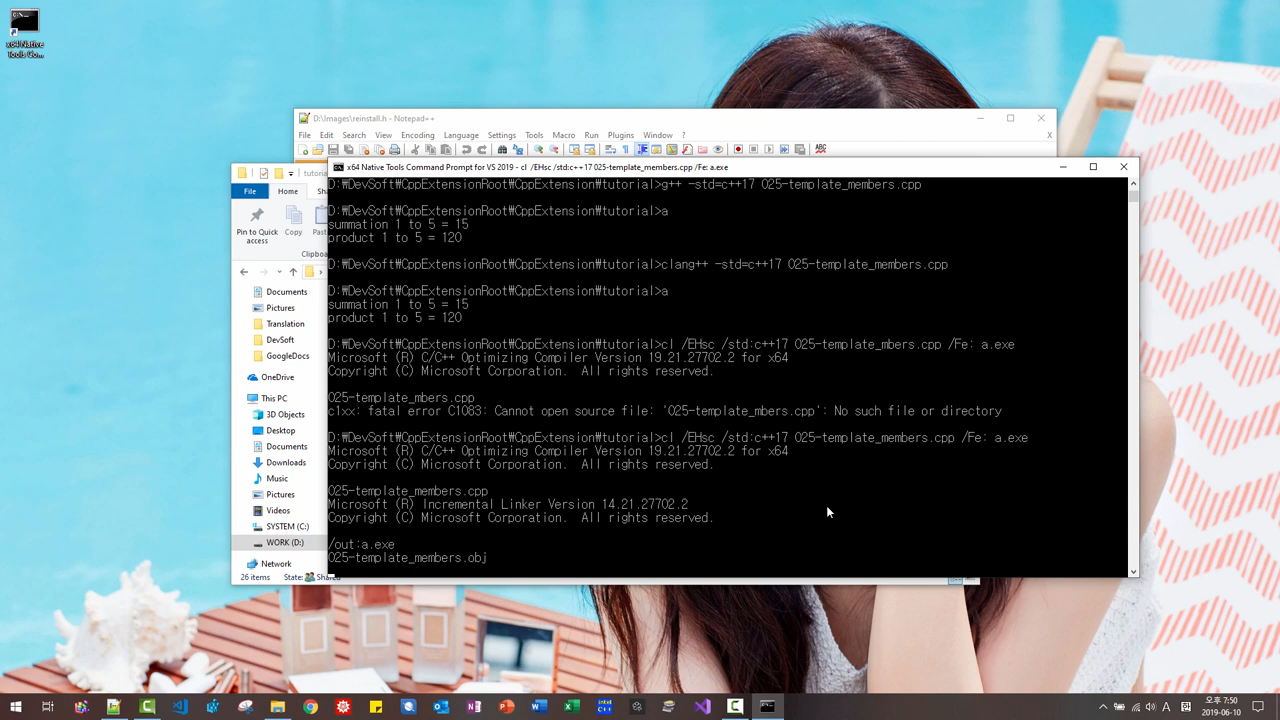 x64 Native
Tools Co...
D:\Images\reinstall.h - Notepad++
File Edit Search View Encoding Language Settings Tools Macro Run Plugins Window ? X
tutoria
File Home Sh
Pin to Quick
access
Copy
Past
Clipboa
Documents
Pictures
Translation
DevSoft
GoogleDocs
OneDrive
This PC
3D Objects
Desktop
Documents
Downloads
Music
Pictures
Videos
SYSTEM (C:)
WORK (D:)
Network
26 items State: Shared
x64 Native Tools Command Prompt for VS 2019 - cl /EHsc /std:c++17 025-template_members.cpp /Fe: a.exe
D:₩DevSoft₩CppExtensionRoot₩CppExtension₩tutorial>g++ -std=c++17 025-template_members.cpp
D:₩DevSoft₩CppExtensionRoot₩CppExtension₩tutorial>a
summation 1 to 5 = 15
product 1 to 5 = 120
D:₩DevSoft₩CppExtensionRoot₩CppExtension₩tutorial>clang++ -std=c++17 025-template_members.cpp
D:₩DevSoft₩CppExtensionRoot₩CppExtension₩tutorial>a
summation 1 to 5 = 15
product 1 to 5 = 120
D:₩DevSoft₩CppExtensionRoot₩CppExtension₩tutorial>cl /EHsc /std:c++17 025-template_mbers.cpp /Fe: a.exe
Microsoft (R) C/C++ Optimizing Compiler Version 19.21.27702.2 for x64
Copyright (C) Microsoft Corporation.  All rights reserved.
025-template_mbers.cpp
c1xx: fatal error C1083: Cannot open source file: '025-template_mbers.cpp': No such file or directory
D:₩DevSoft₩CppExtensionRoot₩CppExtension₩tutorial>cl /EHsc /std:c++17 025-template_members.cpp /Fe: a.exe
Microsoft (R) C/C++ Optimizing Compiler Version 19.21.27702.2 for x64
Copyright (C) Microsoft Corporation.  All rights reserved.
025-template_members.cpp
Microsoft (R) Incremental Linker Version 14.21.27702.2
Copyright (C) Microsoft Corporation.  All rights reserved.
/out:a.exe
025-template_members.obj
A
오후 7:50
2019-06-10